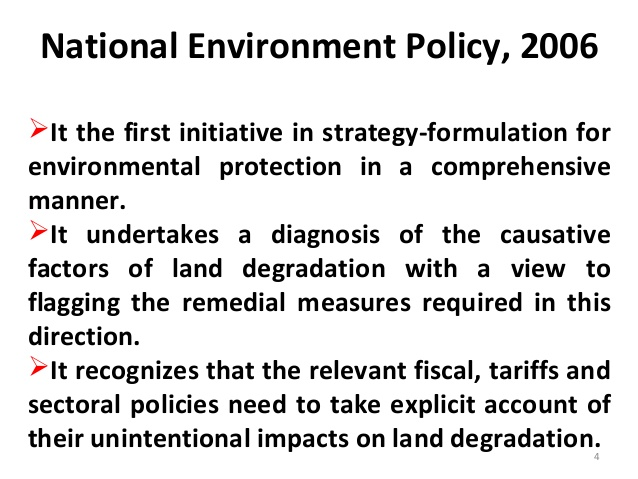 National Environment Policy, 2006
➢It the first initiative in strategy-formulation for
environmental protection in a comprehensive
manner.
➢It undertakes a diagnosis of the causative
factors of land degradation with a view to
flagging the remedial measures required in this
direction.
➢It recognizes that the relevant fiscal, tariffs and
sectoral policies need to take explicit account of
their unintentional impacts on land degradation.
4